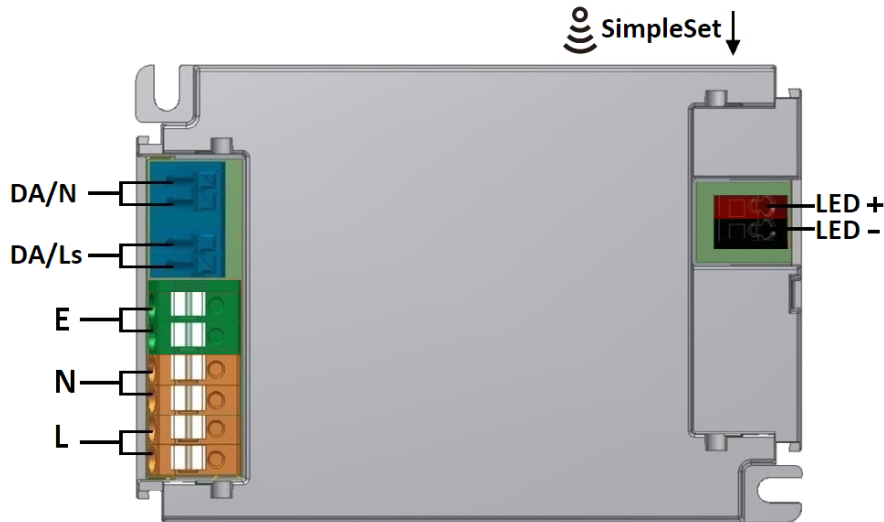 SimpleSet
DA/N
DA/Ls
E
N
L
LED +
LED -